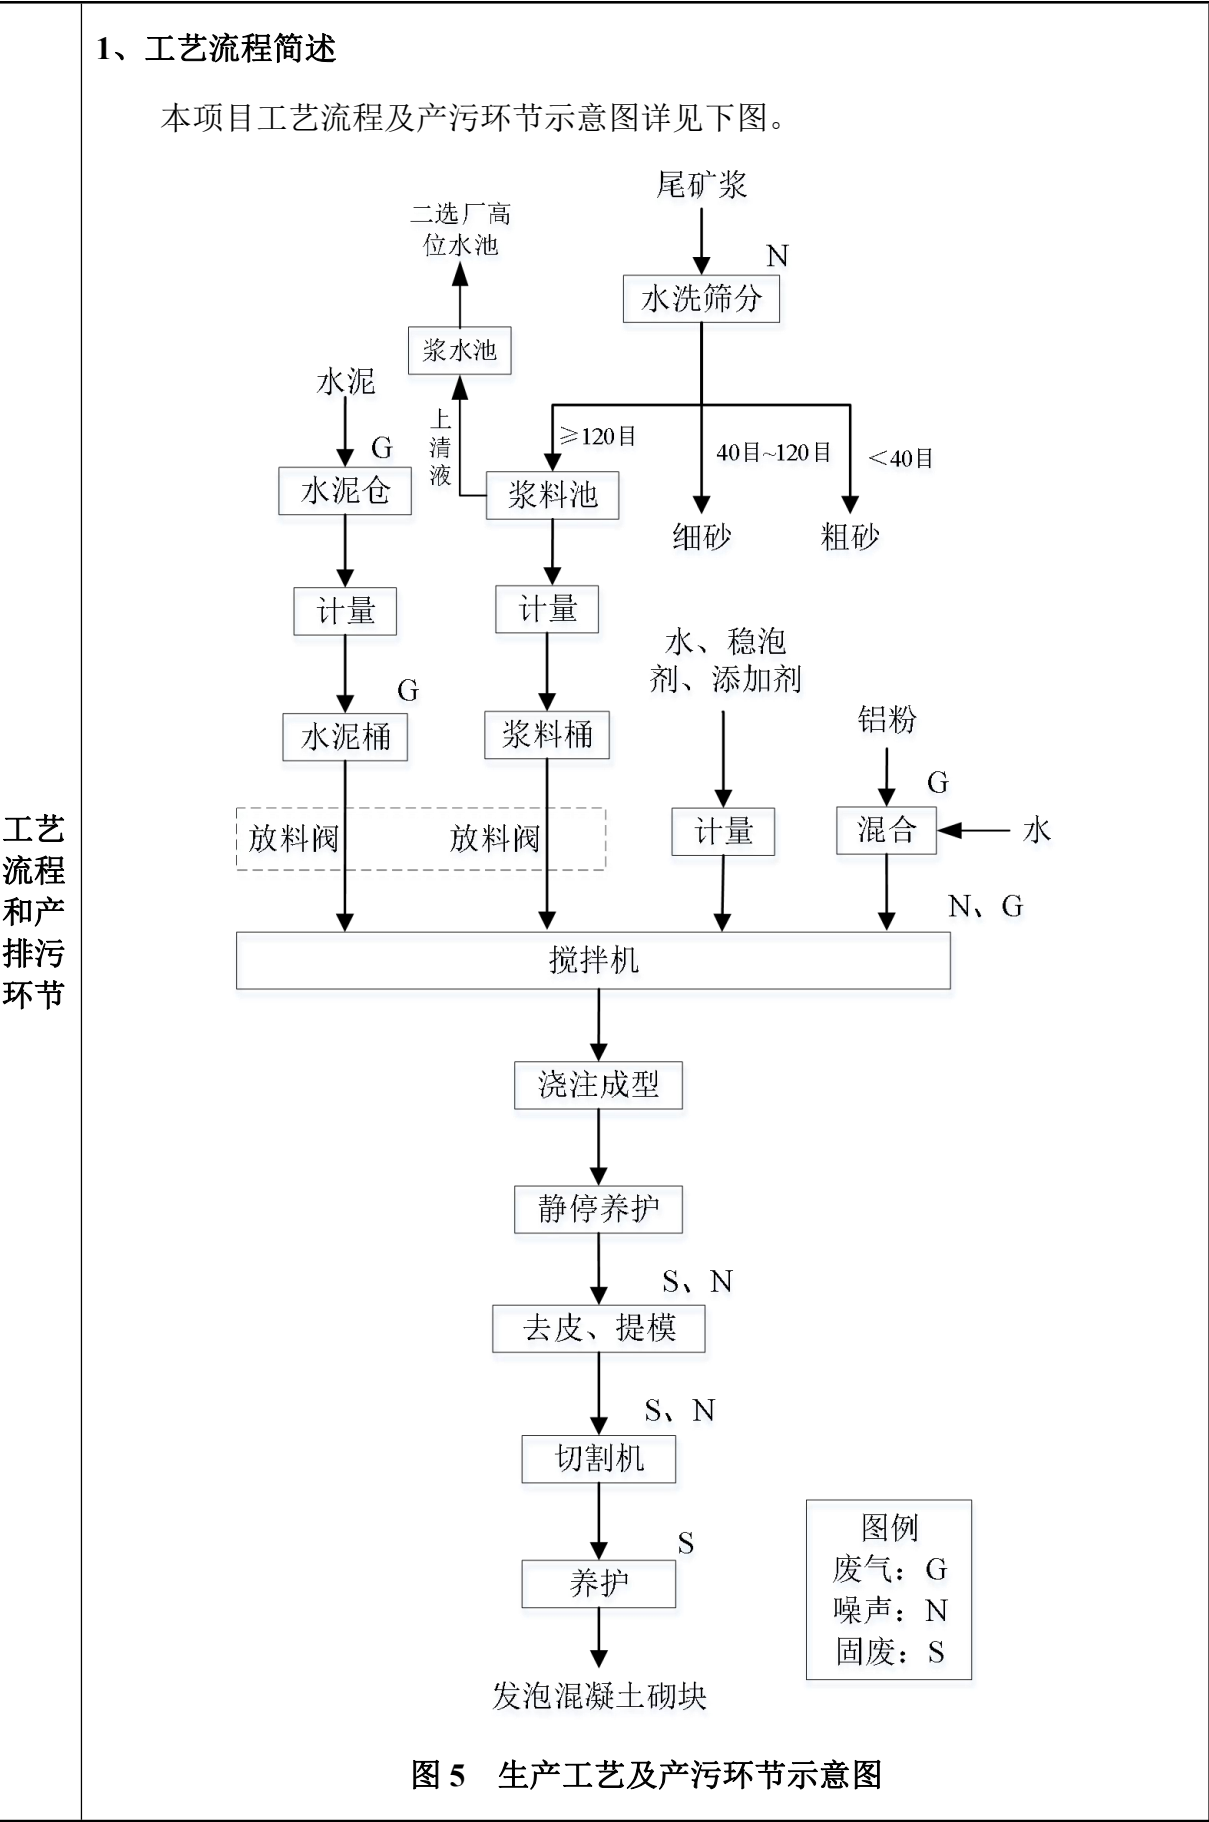 1、工艺流程简述
本项目工艺流程及产污环节示意图详见下图。
尾矿浆
二选厂高
位水池
N
水洗筛分
浆水池
水泥
上
清
液
≥120目
40目~120目
＜40目
G
水泥仓
浆料池
细砂
粗砂
计量
计量
水、稳泡
剂、添加剂
G
铝粉
水泥桶
浆料桶
G
放料阀
放料阀
计量
混合
水
N、G
搅拌机
浇注成型
静停养护
S、N
去皮、提模
S、N
切割机
S
养护
发泡混凝土砌块
图例
废气：G
噪声：N
固废：S
图 5 生产工艺及产污环节示意图
工艺
流程
和产
排污
环节